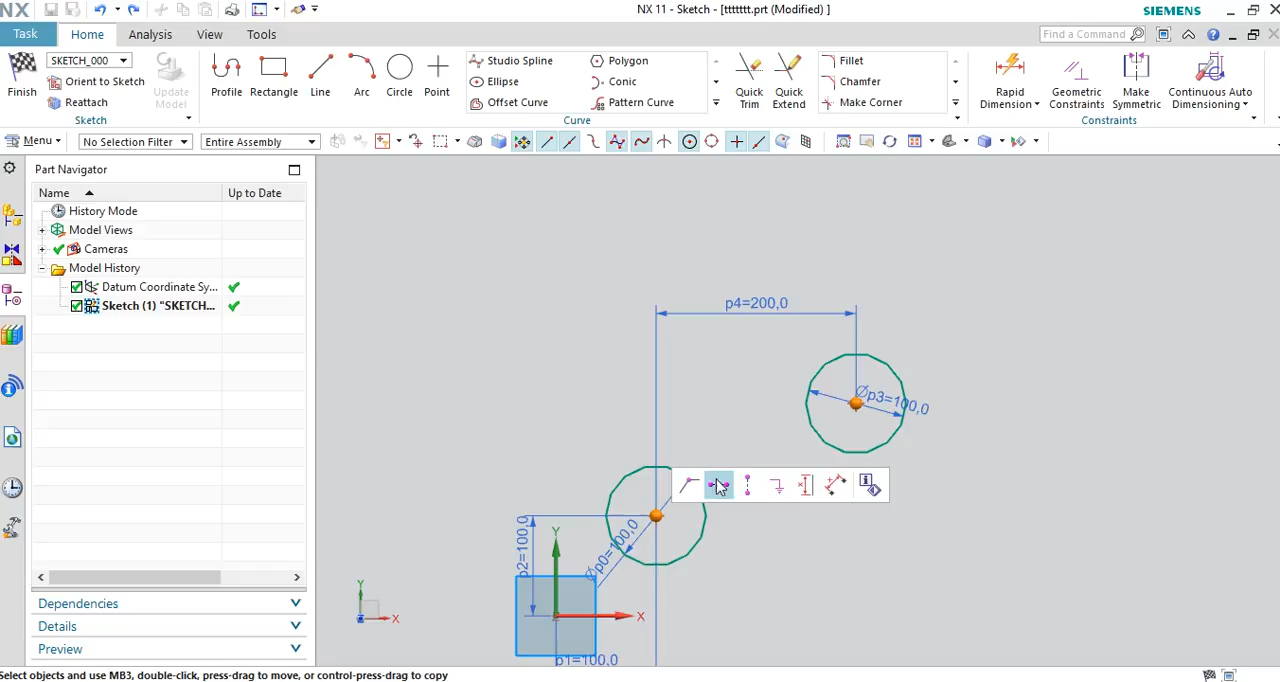 NX
NX 11 - Sketch - [ttttttt.prt (Modified) ]
SIEMENS
Task
Home
Analysis
View
Tools
Find a Command
SKETCH_000
Orient to Sketch
Reattach
Finish
Update
Model
Sketch
Profile
Rectangle
Line
Arc
Circle
Point
Studio Spline
Ellipse
Offset Curve
Polygon
Conic
Pattern Curve
Curve
Quick
Trim
Quick
Extend
Fillet
Chamfer
Make Corner
Rapid
Dimension
Geometric
Constraints
Make
Symmetric
Continuous Auto
Dimensioning
Constraints
Menu
No Selection Filter
Entire Assembly
Part Navigator
Name
Up to Date
History Mode
Model Views
Cameras
Model History
Datum Coordinate Sy...
Sketch (1) "SKETCH...
Dependencies
Details
Preview
p4=200,0
Øp3=100,0
Øp0=100,0
p2=100,0
Y
X
p1=100,0
Y
X
Select objects and use MB3, double-click, press-drag to move, or control-press-drag to copy